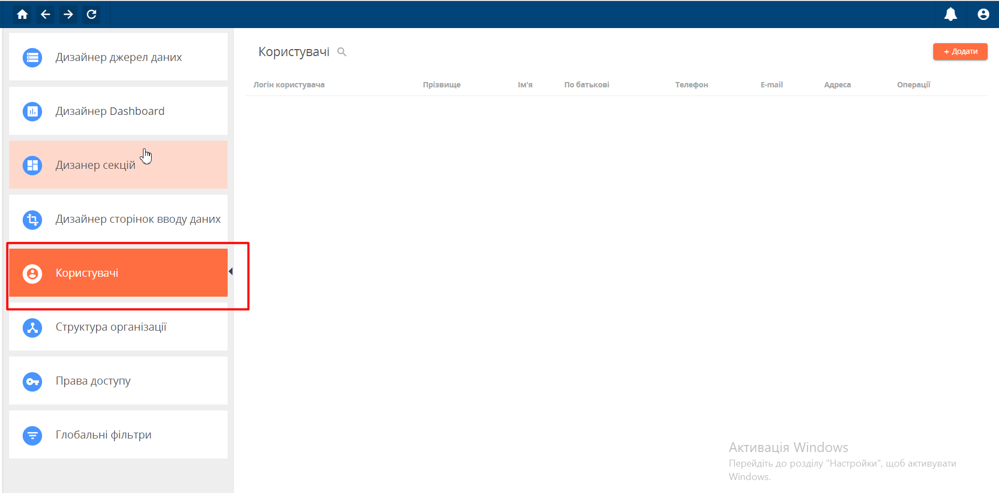 Дизайнер джерел даних
Дизайнер Dashboard
Дизанер секцій
Дизайнер сторінок вводу даних
Користувачі
Структура організації
Права доступу
Глобальні фільтри
Користувачі
+ Додати
Логін користувача Прізвище Ім'я По батькові Телефон E-mail Адреса Операції
Активація Windows
Перейдіть до розділу "Настройки", щоб активувати
Windows.